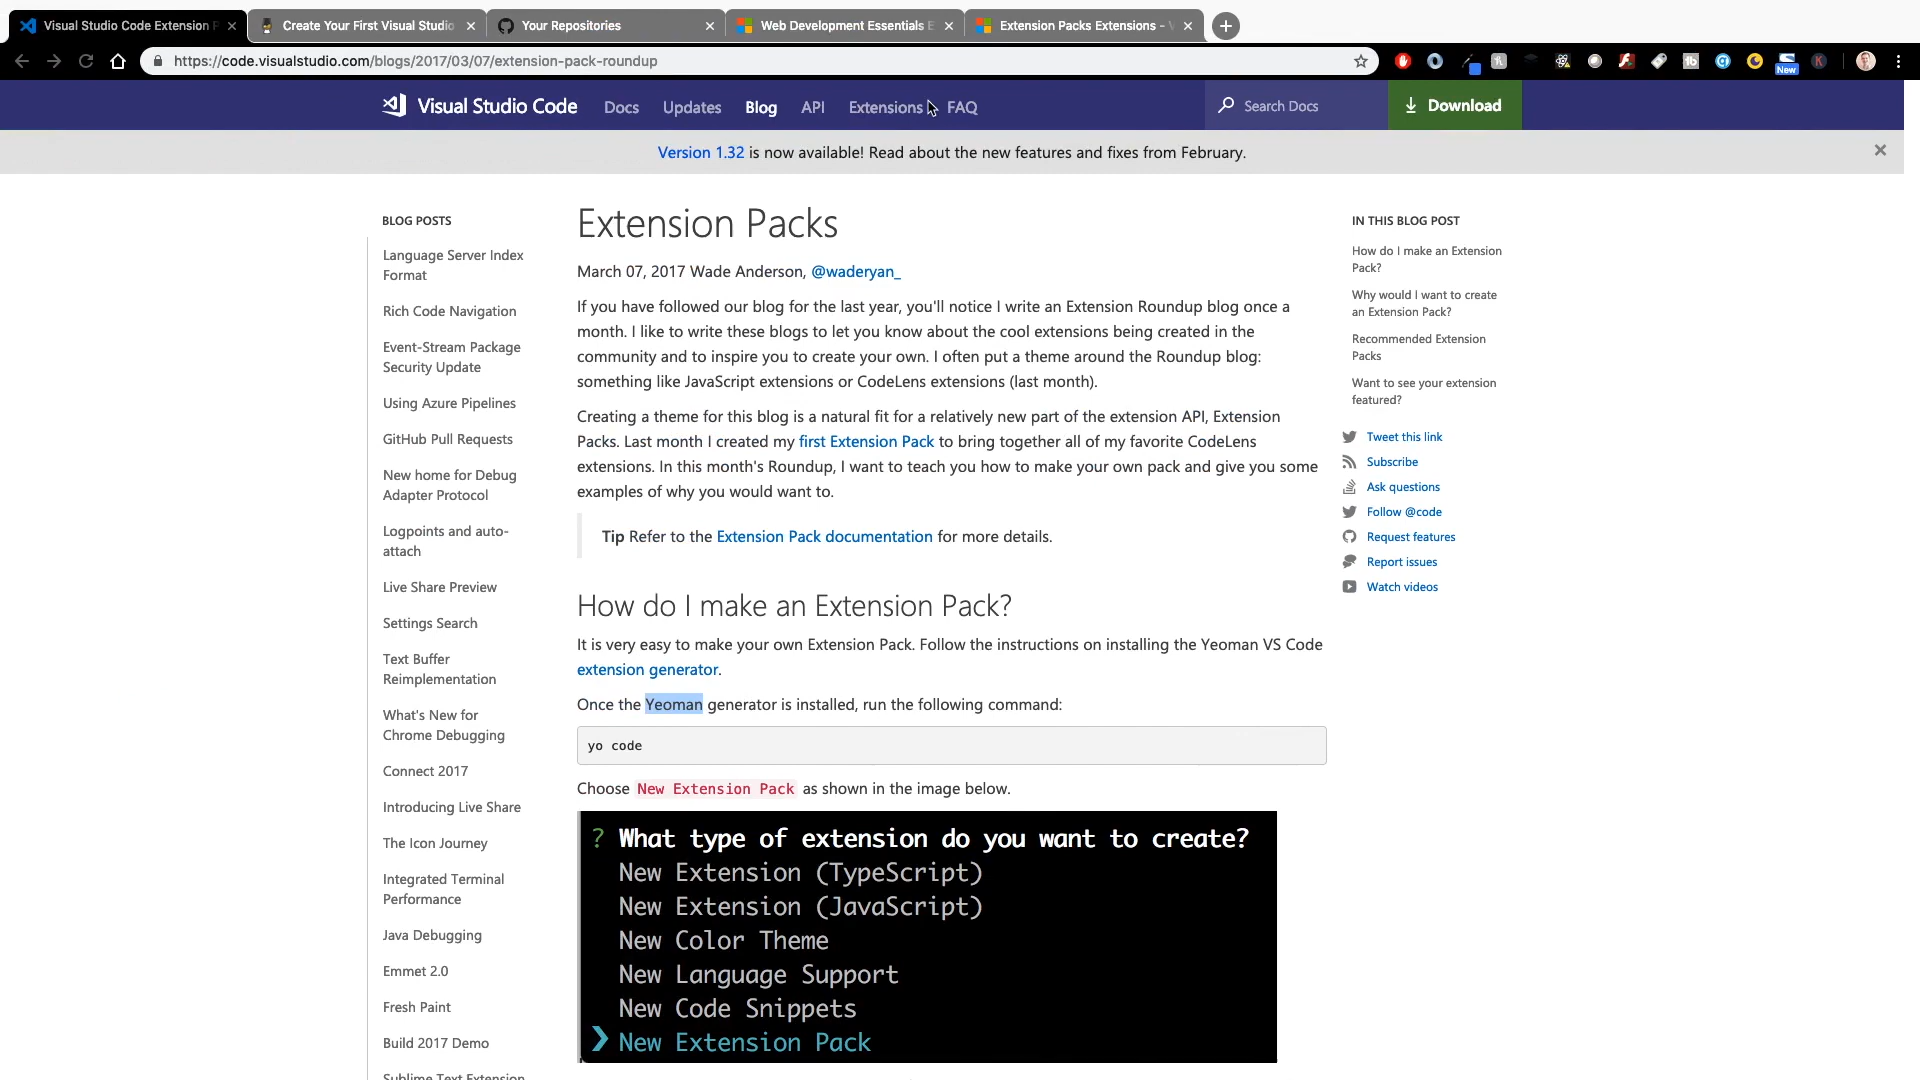 Visual Studio Code Extension P
Create Your First Visual Studio
Your Repositories
Web Development Essentials E
Extension Packs Extensions - V
https://code.visualstudio.com/blogs/2017/03/07/extension-pack-roundup
New
Visual Studio Code
Docs
Updates
Blog
API
Extensions
FAQ
Search Docs
Download
Version 1.32 is now available! Read about the new features and fixes from February.
BLOG POSTS
Language Server Index
Format
Rich Code Navigation
Event-Stream Package
Security Update
Using Azure Pipelines
GitHub Pull Requests
New home for Debug
Adapter Protocol
Logpoints and auto-
attach
Live Share Preview
Settings Search
Text Buffer
Reimplementation
What's New for
Chrome Debugging
Connect 2017
Introducing Live Share
The Icon Journey
Integrated Terminal
Performance
Java Debugging
Emmet 2.0
Fresh Paint
Build 2017 Demo
Sublime Text Extension
Extension Packs
March 07, 2017 Wade Anderson, @waderyan_
If you have followed our blog for the last year, you'll notice I write an Extension Roundup blog once a
month. I like to write these blogs to let you know about the cool extensions being created in the
community and to inspire you to create your own. I often put a theme around the Roundup blog:
something like JavaScript extensions or CodeLens extensions (last month).
Creating a theme for this blog is a natural fit for a relatively new part of the extension API, Extension
Packs. Last month I created my first Extension Pack to bring together all of my favorite CodeLens
extensions. In this month's Roundup, I want to teach you how to make your own pack and give you some
examples of why you would want to.
Tip Refer to the Extension Pack documentation for more details.
How do I make an Extension Pack?
It is very easy to make your own Extension Pack. Follow the instructions on installing the Yeoman VS Code
extension generator.
Once the Yeoman generator is installed, run the following command:
yo code
Choose New Extension Pack as shown in the image below.
? What type of extension do you want to create?
New Extension (TypeScript)
New Extension (JavaScript)
New Color Theme
New Language Support
New Code Snippets
❯ New Extension Pack
IN THIS BLOG POST
How do I make an Extension
Pack?
Why would I want to create
an Extension Pack?
Recommended Extension
Packs
Want to see your extension
featured?
Tweet this link
Subscribe
Ask questions
Follow @code
Request features
Report issues
Watch videos